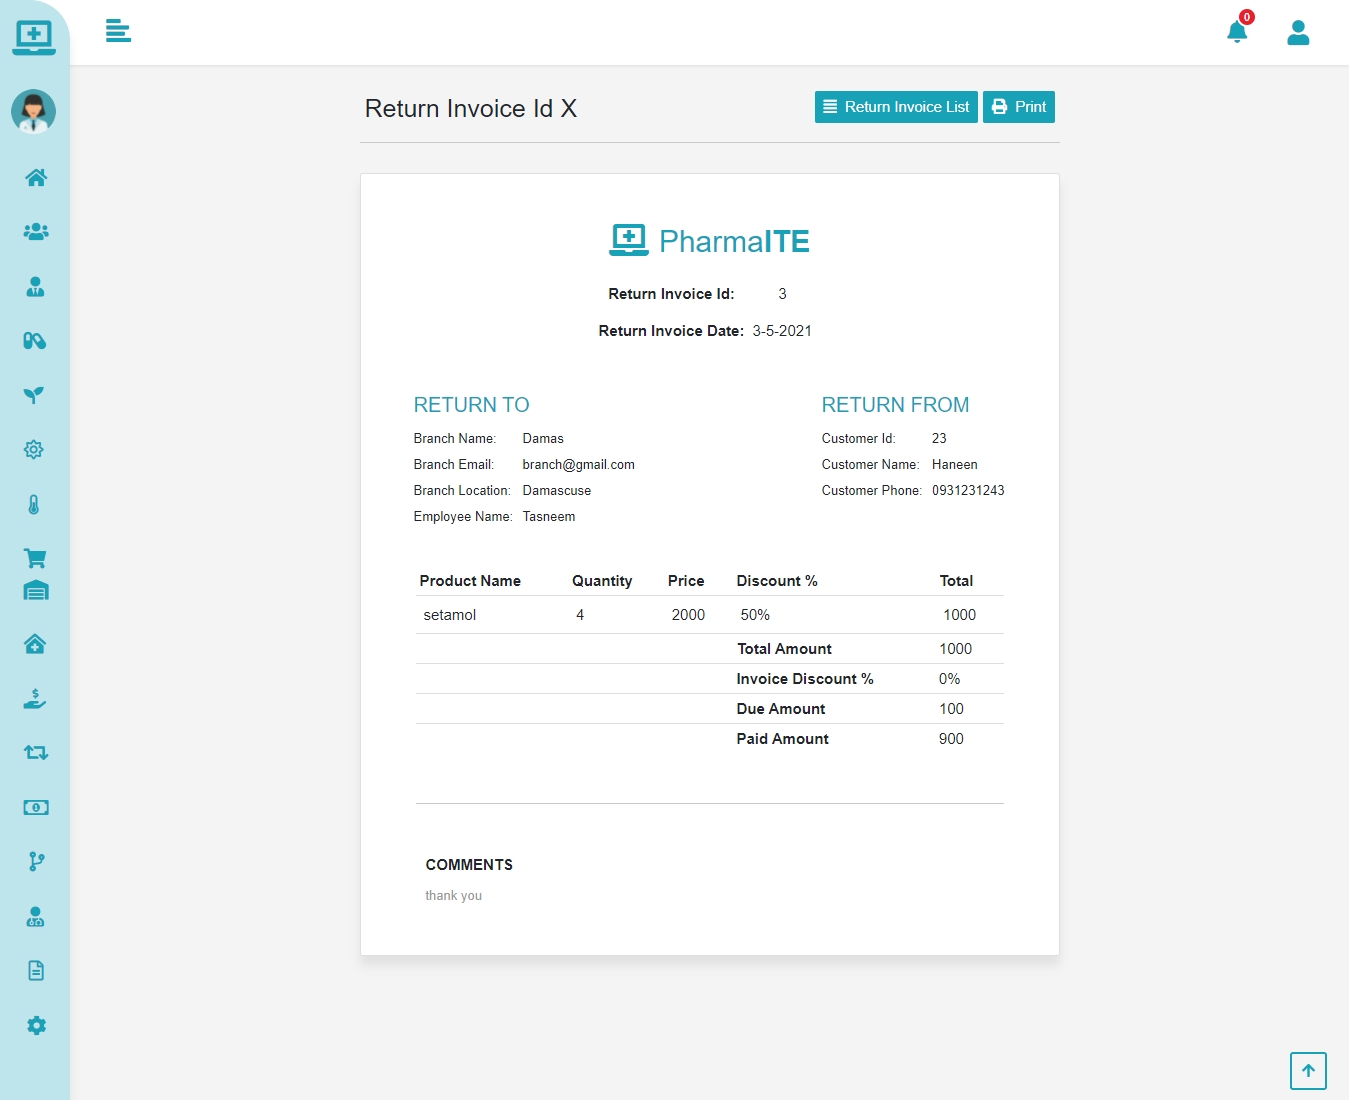 0
Return Invoice Id X
Return Invoice List
Print
PharmaITE
Return Invoice Id: 3
Return Invoice Date: 3-5-2021
RETURN TO
Branch Name: Damas
Branch Email: branch@gmail.com
Branch Location: Damascuse
Employee Name: Tasneem
RETURN FROM
Customer Id: 23
Customer Name: Haneen
Customer Phone: 0931231243
Product Name Quantity Price Discount % Total
setamol 4 2000 50% 1000
Total Amount 1000
Invoice Discount % 0%
Due Amount 100
Paid Amount 900
COMMENTS
thank you